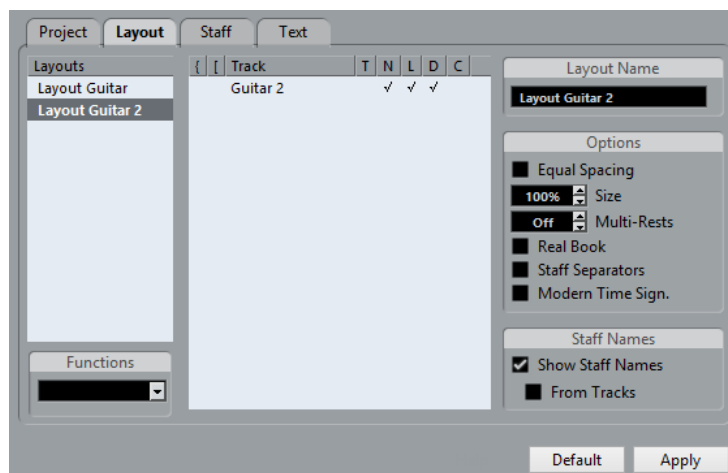 Project Layout Staff Text
Layouts
Layout Guitar
Layout Guitar 2
{ [ Track T N L D C
Guitar 2 √ √ √
Layout Name
Layout Guitar 2
Options
Equal Spacing
100% Size
Off Multi-Rests
Real Book
Staff Separators
Modern Time Sign.
Functions
Staff Names
Show Staff Names
From Tracks
Default Apply